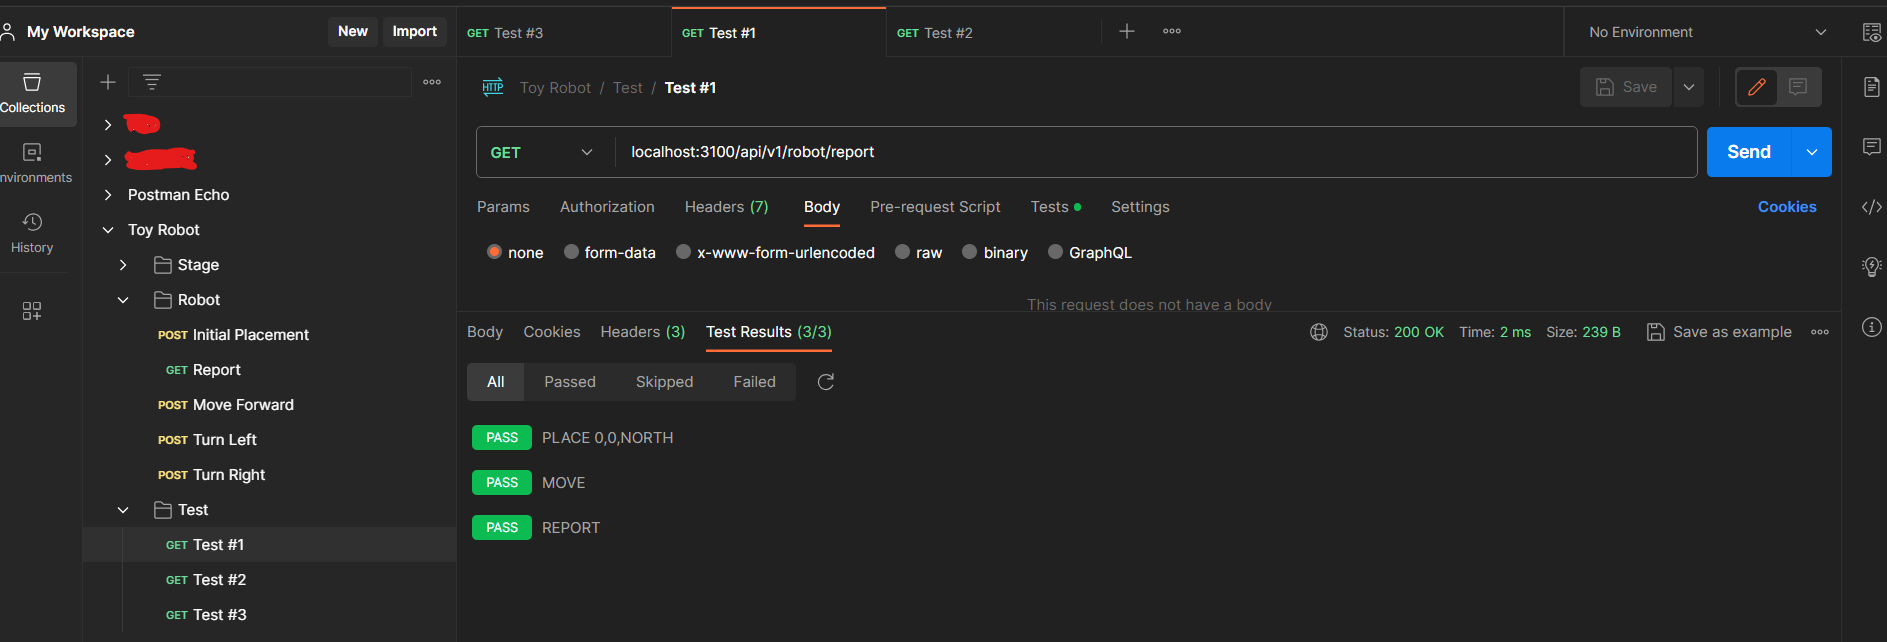 My Workspace
New
Import
GET Test #3
GET Test #1
GET Test #2
No Environment
Collections
nvironments
History
Postman Echo
Toy Robot
Stage
Robot
POST Initial Placement
GET Report
POST Move Forward
POST Turn Left
POST Turn Right
Test
GET Test #1
GET Test #2
GET Test #3
HTTP Toy Robot / Test / Test #1
Save
GET
localhost:3100/api/v1/robot/report
Send
Params Authorization Headers (7) Body Pre-request Script Tests Settings
Cookies
none form-data x-www-form-urlencoded raw binary GraphQL
This request does not have a body
Body Cookies Headers (3) Test Results (3/3)
Status: 200 OK Time: 2 ms Size: 239 B Save as example
All Passed Skipped Failed
PASS PLACE 0,0,NORTH
PASS MOVE
PASS REPORT